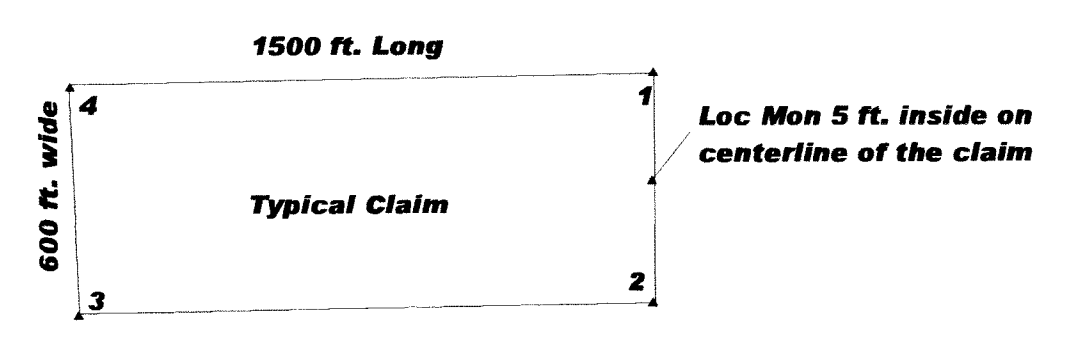 1500 ft. Long
4
1
600 ft. wide
Loc Mon 5 ft. inside on
centerline of the claim
Typical Claim
2
3